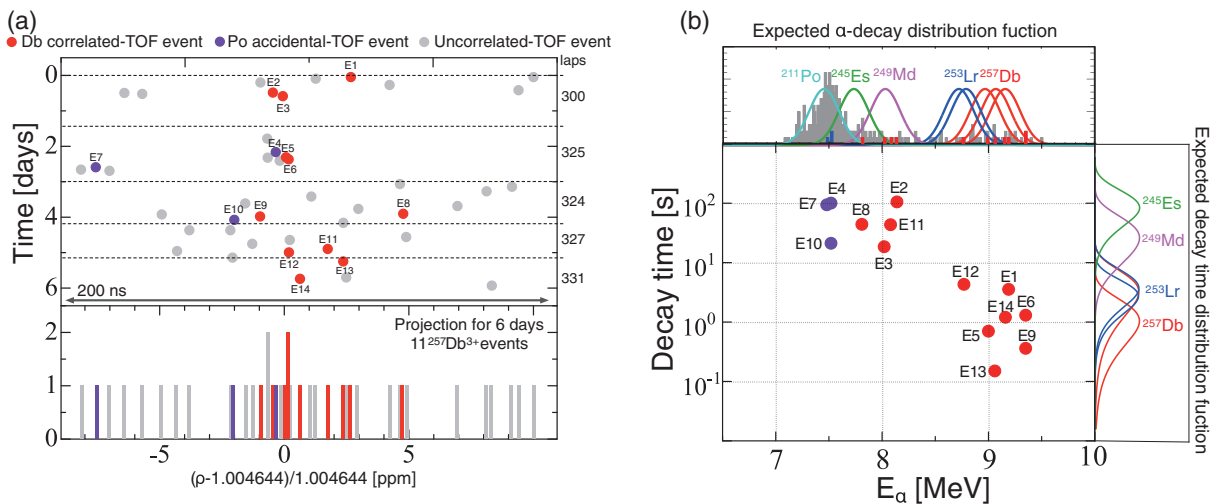 (a)
Db correlated-TOF event Po accidental-TOF event Uncorrelated-TOF event
laps
0
2
4
6
Time [days]
300
325
324
327
331
E1
E2
E3
E4
E5
E6
E7
E8
E9
E10
E11
E12
E13
E14
200 ns
Projection for 6 days
11²⁵⁷Db³⁺events
2
1
0
2
1
0
-5 0 5
(ρ-1.004644)/1.004644 [ppm]
(b)
Expected α-decay distribution fuction
²¹¹Po ²⁴⁵Es ²⁴⁹Md ²⁵³Lr ²⁵⁷Db
Decay time [s]
10²
10¹
10⁰
10⁻¹
E7
E4
E2
E8
E11
E10
E3
E12
E1
E14
E6
E5
E9
E13
7 8 9 10
Eα [MeV]
²⁴⁵Es
²⁴⁹Md
²⁵³Lr
²⁵⁷Db
Expected decay time distribution fuction